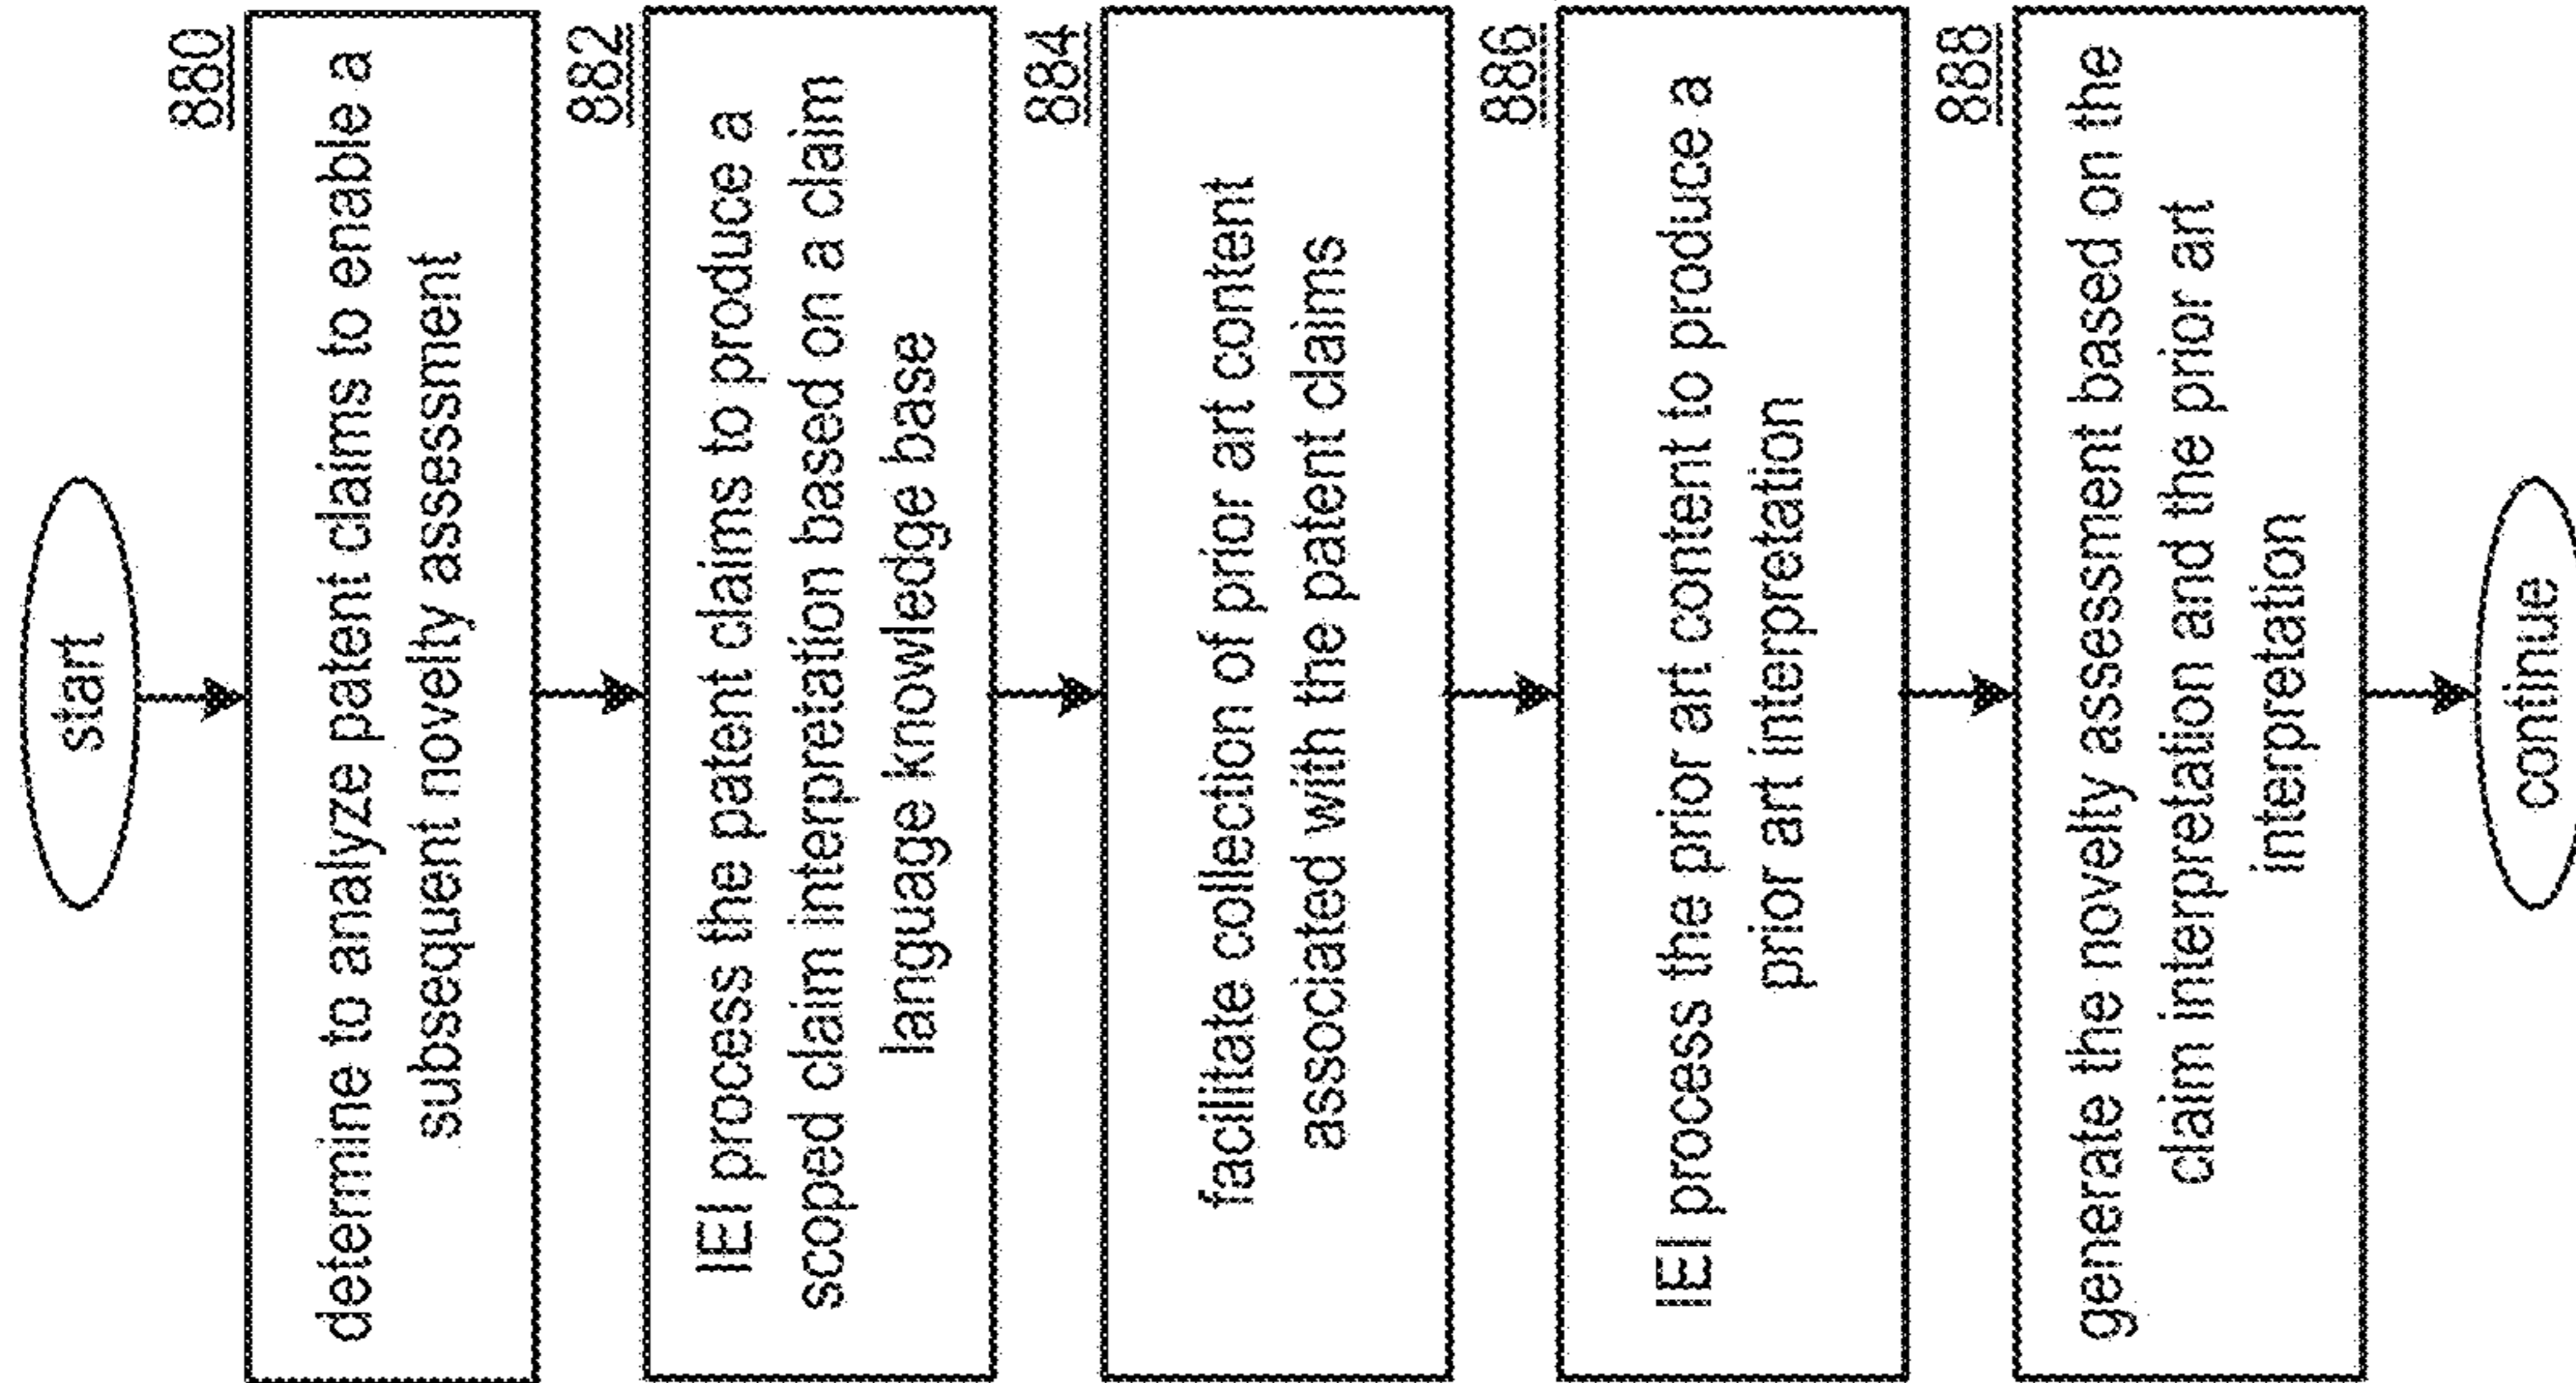 start
880
determine to analyze patent claims to enable a
subsequent novelty assessment
882
IEI process the patent claims to produce a
scoped claim interpretation based on a claim
language knowledge base
884
facilitate collection of prior art content
associated with the patent claims
886
IEI process the prior art content to produce a
prior art interpretation
888
generate the novelty assessment based on the
claim interpretation and the prior art
interpretation
continue